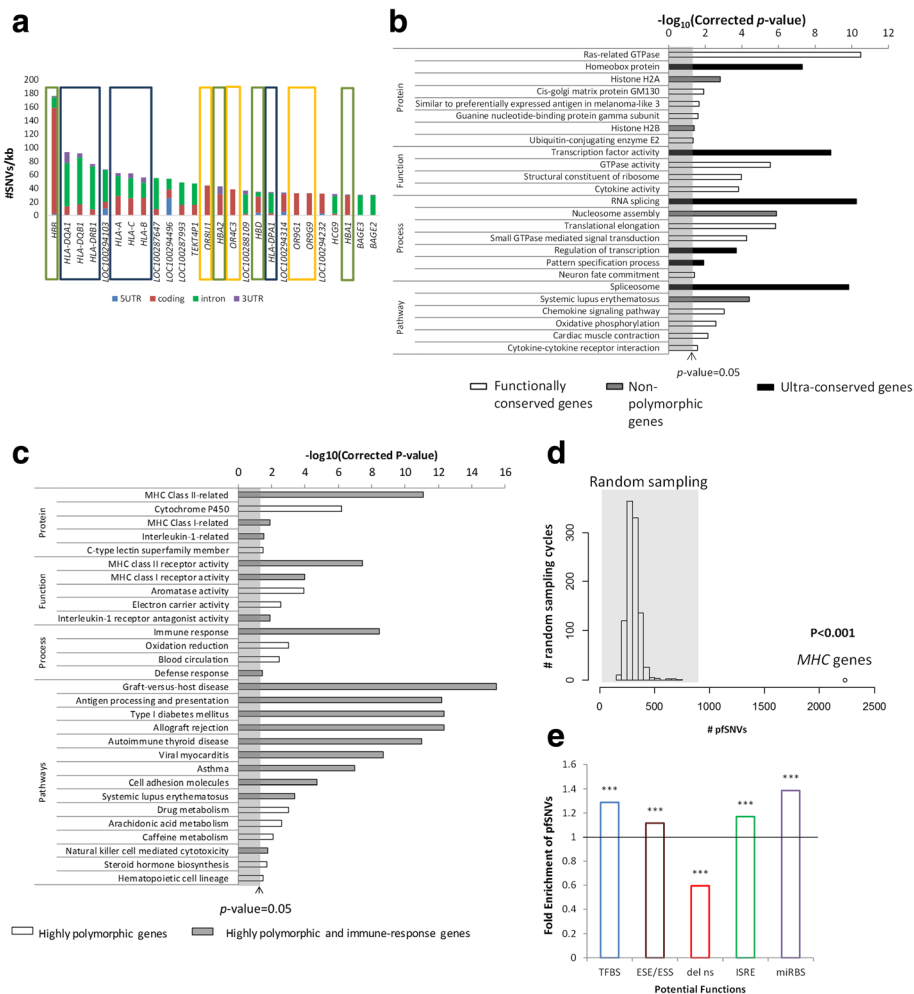 a
#SNVs/kb
200
180
160
140
120
100
80
60
40
20
0
HBB
HLA-DQA1
HLA-DQB1
HLA-DRB1
LOC100294103
HLA-A
HLA-C
HLA-B
LOC100287647
LOC100294496
LOC100287993
TEKT4P1
OR8U1
HBA2
OR4C3
LOC100288109
HBD
HLA-DPA1
LOC100294314
OR9G1
OR9G9
LOC100294232
HCG9
HBA1
BAGE3
BAGE2
5UTR coding intron 3UTR
b
-log10(Corrected p-value)
0 2 4 6 8 10 12
Protein
Ras-related GTPase
Homeobox protein
Histone H2A
Cis-golgi matrix protein GM130
Similar to preferentially expressed antigen in melanoma-like 3
Guanine nucleotide-binding protein gamma subunit
Histone H2B
Ubiquitin-conjugating enzyme E2
Function
Transcription factor activity
GTPase activity
Structural constituent of ribosome
Cytokine activity
Process
RNA splicing
Nucleosome assembly
Translational elongation
Small GTPase mediated signal transduction
Regulation of transcription
Pattern specification process
Neuron fate commitment
Pathway
Spliceosome
Systemic lupus erythematosus
Chemokine signaling pathway
Oxidative phosphorylation
Cardiac muscle contraction
Cytokine-cytokine receptor interaction
p-value=0.05
Functionally conserved genes
Non-polymorphic genes
Ultra-conserved genes
c
-log10(Corrected P-value)
0 2 4 6 8 10 12 14 16
Protein
MHC Class II-related
Cytochrome P450
MHC Class I-related
Interleukin-1-related
C-type lectin superfamily member
Function
MHC class II receptor activity
MHC class I receptor activity
Aromatase activity
Electron carrier activity
Interleukin-1 receptor antagonist activity
Process
Immune response
Oxidation reduction
Blood circulation
Defense response
Pathways
Graft-versus-host disease
Antigen processing and presentation
Type I diabetes mellitus
Allograft rejection
Autoimmune thyroid disease
Viral myocarditis
Asthma
Cell adhesion molecules
Systemic lupus erythematosus
Drug metabolism
Arachidonic acid metabolism
Caffeine metabolism
Natural killer cell mediated cytotoxicity
Steroid hormone biosynthesis
Hematopoietic cell lineage
p-value=0.05
Highly polymorphic genes
Highly polymorphic and immune-response genes
d
Random sampling
# random sampling cycles
300
100
0
P<0.001
MHC genes
0 500 1000 1500 2000 2500
# pfSNVs
e
Fold Enrichment of pfSNVs
1.6
1.4
1.2
1
0.8
0.6
0.4
0.2
0
*** *** *** *** ***
TFBS ESE/ESS del ns ISRE miRBS
Potential Functions